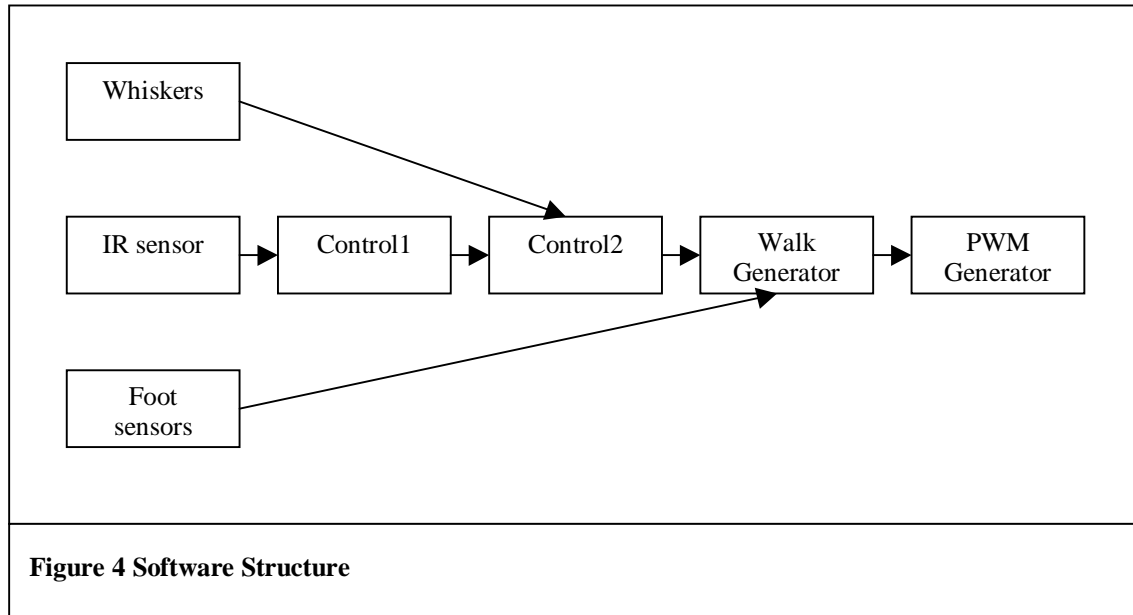 Whiskers
IR sensor
Control1
Control2
Walk
Generator
PWM
Generator
Foot
sensors
Figure 4 Software Structure